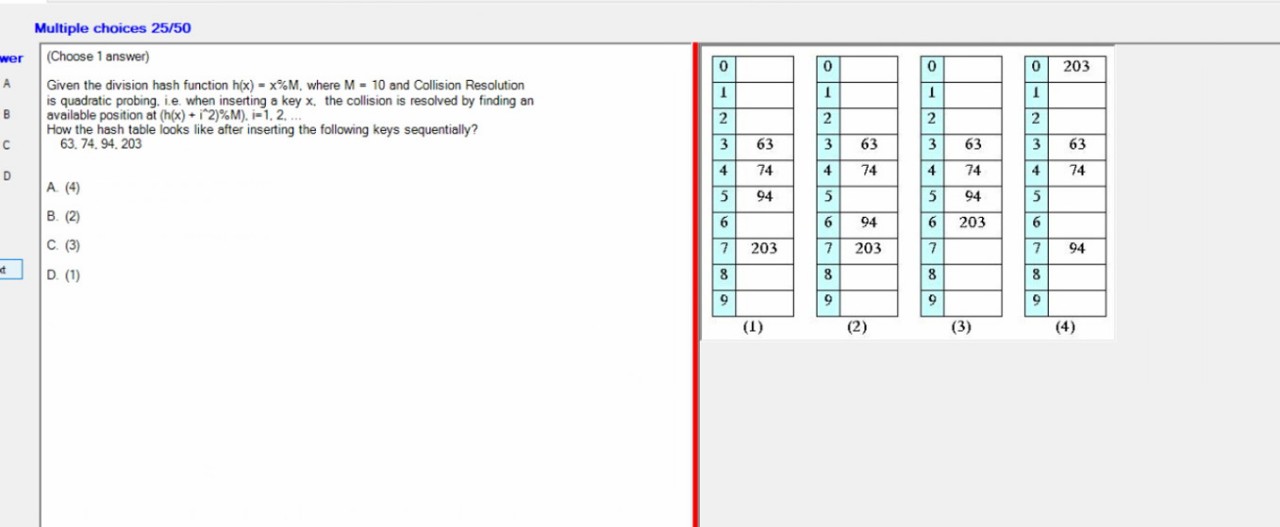 Multiple choices 25/50
wer
A
B
C
D
xt
(Choose 1 answer)
Given the division hash function h(x) = x%M, where M = 10 and Collision Resolution
is quadratic probing, i.e. when inserting a key x, the collision is resolved by finding an
available position at (h(x) + i^2)%M), i=1, 2, ...
How the hash table looks like after inserting the following keys sequentially?
63, 74, 94, 203
A. (4)
B. (2)
C. (3)
D. (1)
0 0 0 0 203
1 1 1 1
2 2 2 2
3 63 3 63 3 63 3 63
4 74 4 74 4 74 4 74
5 94 5 5 94 5
6 6 94 6 203 6
7 203 7 203 7 7 94
8 8 8 8
9 9 9 9
(1) (2) (3) (4)